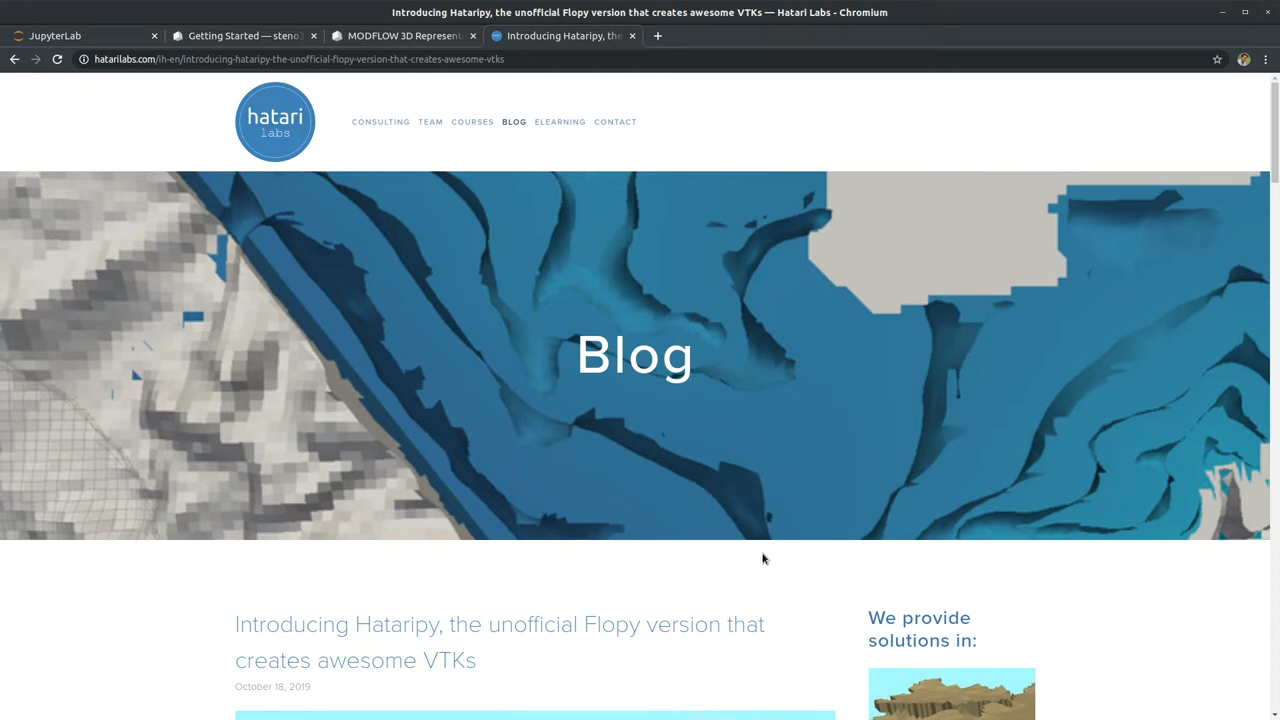 Introducing Hataripy, the unofficial Flopy version that creates awesome VTKs — Hatari Labs - Chromium
JupyterLab
Getting Started — steno3
MODFLOW 3D Represent
Introducing Hataripy, the
hatarilabs.com/ih-en/introducing-hataripy-the-unofficial-flopy-version-that-creates-awesome-vtks
hatari
labs
CONSULTING TEAM COURSES BLOG ELEARNING CONTACT
Blog
Introducing Hataripy, the unofficial Flopy version that
creates awesome VTKs
October 18, 2019
We provide
solutions in: